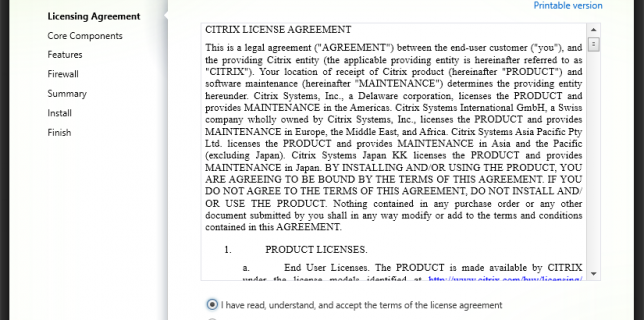 Printable version
Licensing Agreement
Core Components
Features
Firewall
Summary
Install
Finish
CITRIX LICENSE AGREEMENT
This is a legal agreement ("AGREEMENT") between the end-user customer ("you"), and
the providing Citrix entity (the applicable providing entity is hereinafter referred to as
"CITRIX"). Your location of receipt of Citrix product (hereinafter "PRODUCT") and
software maintenance (hereinafter "MAINTENANCE") determines the providing entity
hereunder. Citrix Systems, Inc., a Delaware corporation, licenses the PRODUCT and
provides MAINTENANCE in the Americas. Citrix Systems International GmbH, a Swiss
company wholly owned by Citrix Systems, Inc., licenses the PRODUCT and provides
MAINTENANCE in Europe, the Middle East, and Africa. Citrix Systems Asia Pacific Pty
Ltd. licenses the PRODUCT and provides MAINTENANCE in Asia and the Pacific
(excluding Japan). Citrix Systems Japan KK licenses the PRODUCT and provides
MAINTENANCE in Japan. BY INSTALLING AND/OR USING THE PRODUCT, YOU
ARE AGREEING TO BE BOUND BY THE TERMS OF THIS AGREEMENT. IF YOU
DO NOT AGREE TO THE TERMS OF THIS AGREEMENT, DO NOT INSTALL AND/
OR USE THE PRODUCT. Nothing contained in any purchase order or any other
document submitted by you shall in any way modify or add to the terms and conditions
contained in this AGREEMENT.
1. PRODUCT LICENSES.
a. End User Licenses. The PRODUCT is made available by CITRIX
under the license models identified at http://www.citrix.com/buy/licensing/
I have read, understand, and accept the terms of the license agreement